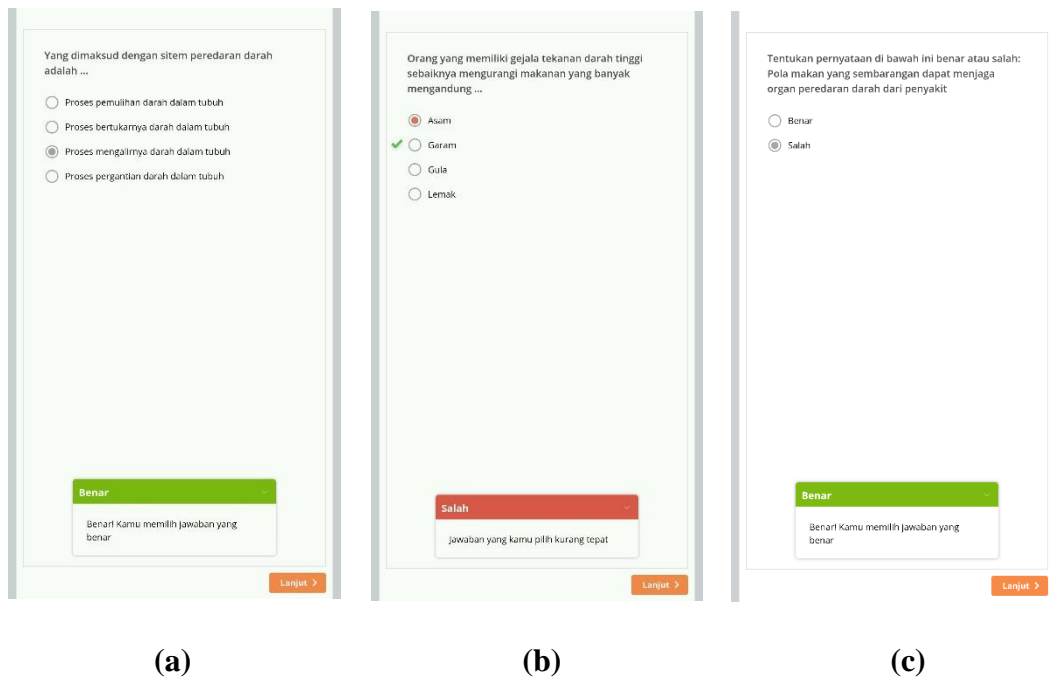 Yang dimaksud dengan sitem peredaran darah
adalah ...
Proses pemulihan darah dalam tubuh
Proses bertukarnya darah dalam tubuh
Proses mengalirnya darah dalam tubuh
Proses pergantian darah dalam tubuh
Benar
Benar! Kamu memilih jawaban yang
benar
Lanjut >
(a)
Orang yang memiliki gejala tekanan darah tinggi
sebaiknya mengurangi makanan yang banyak
mengandung ...
Asam
Garam
Gula
Lemak
Salah
Jawaban yang kamu pilih kurang tepat
Lanjut >
(b)
Tentukan pernyataan di bawah ini benar atau salah:
Pola makan yang sembarangan dapat menjaga
organ peredaran darah dari penyakit
Benar
Salah
Benar
Benar! Kamu memilih jawaban yang
benar
Lanjut >
(c)